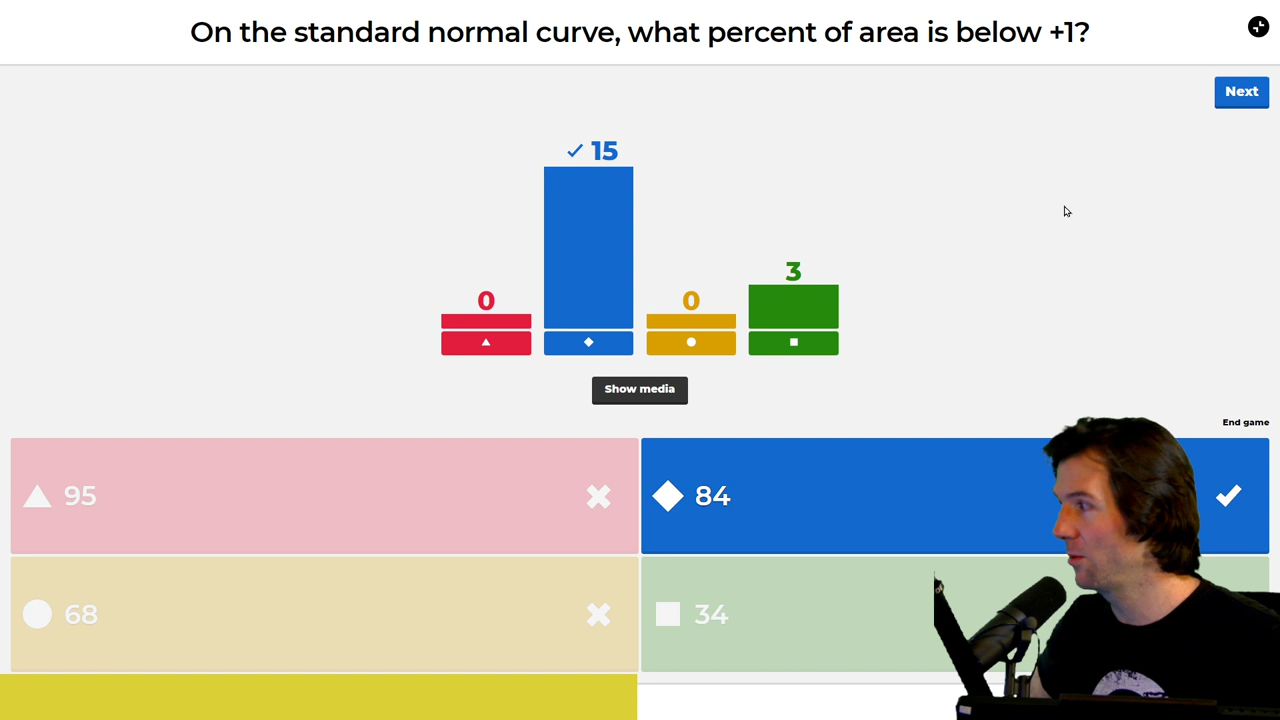 On the standard normal curve, what percent of area is below +1?
Next
0
15
0
3
Show media
End game
95
84
68
34